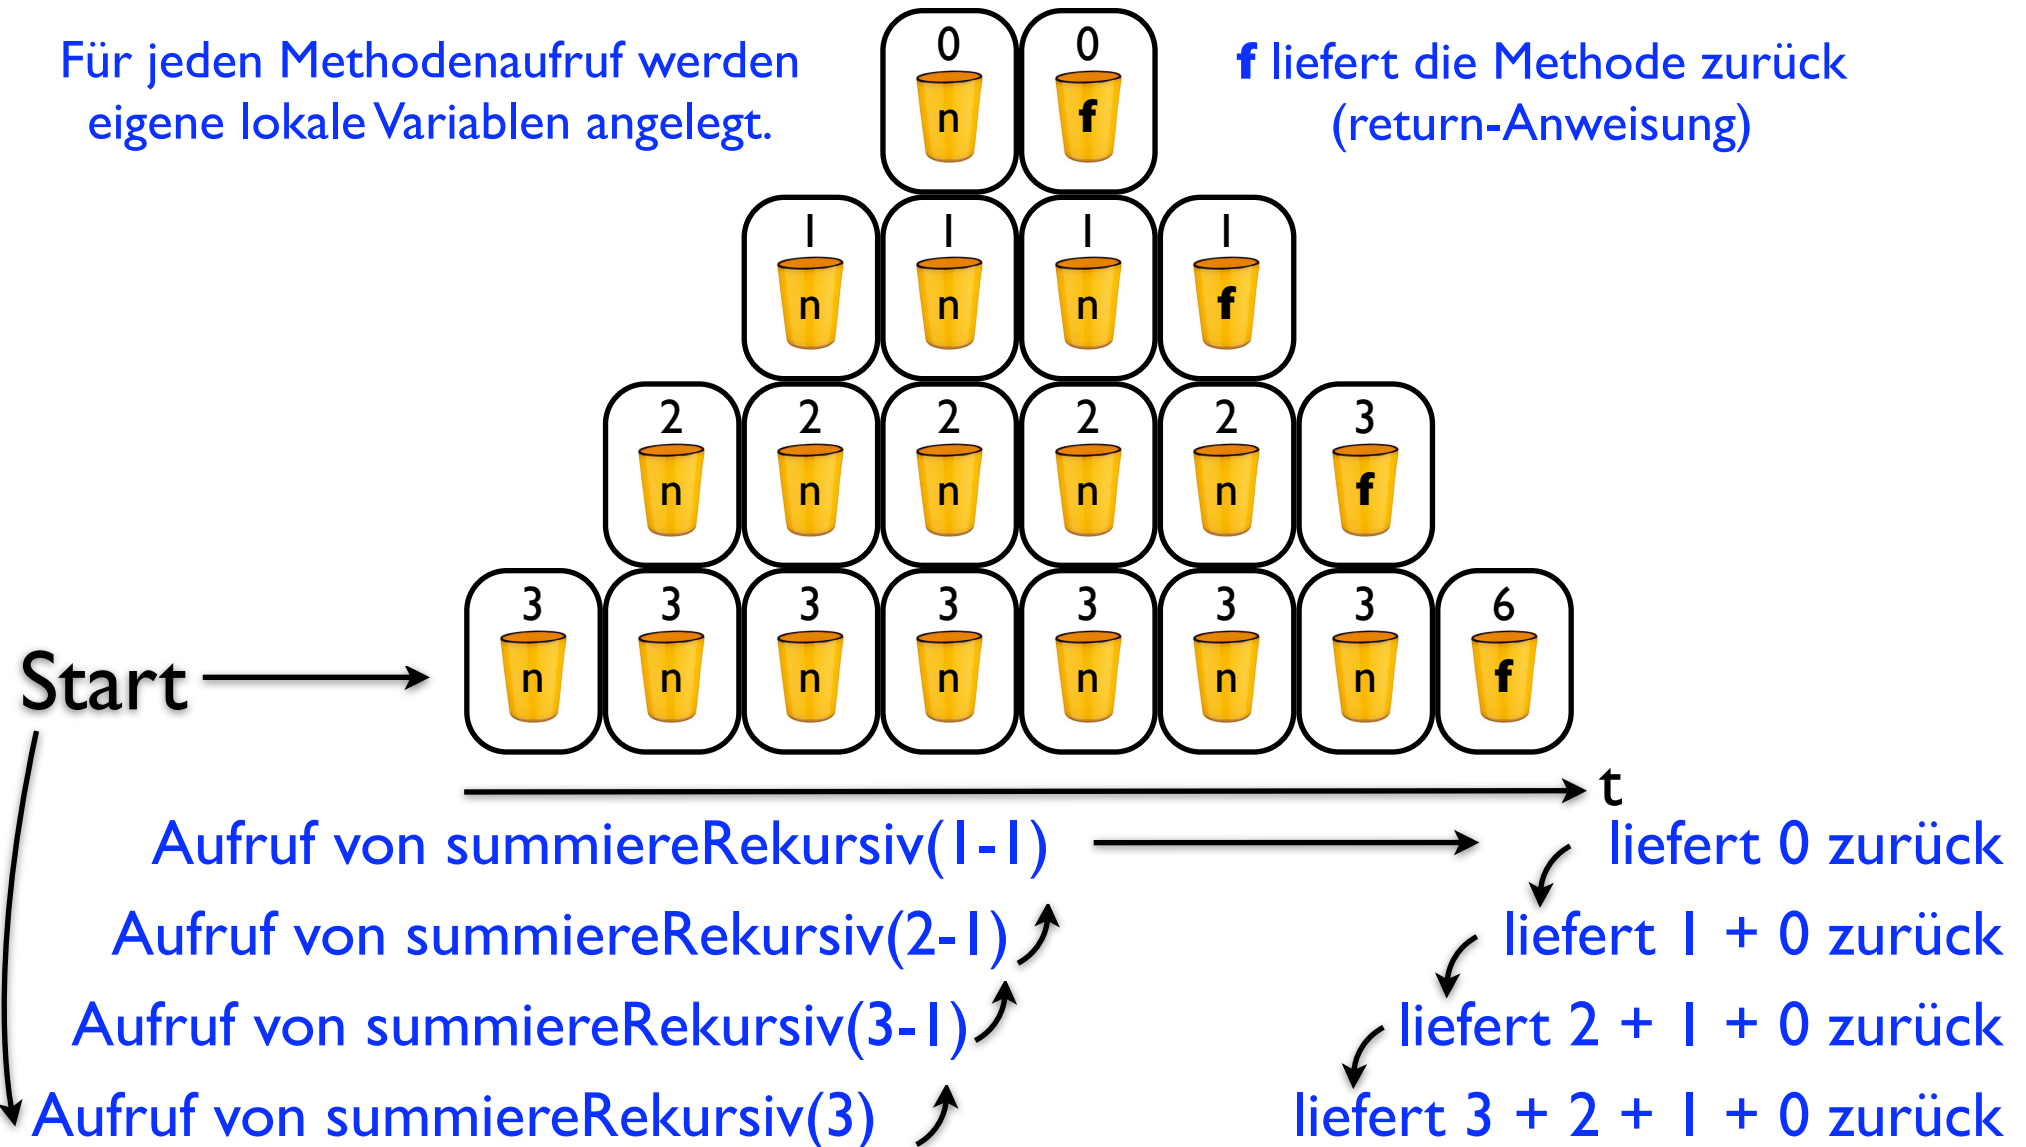 Für jeden Methodenaufruf werden
eigene lokale Variablen angelegt.
f liefert die Methode zurück
(return-Anweisung)
0 0
n f
1 1 1 1
n n n f
2 2 2 2 2 3
n n n n n f
3 3 3 3 3 3 3 6
Start n n n n n n n f
t
Aufruf von summiereRekursiv(1-1) liefert 0 zurück
Aufruf von summiereRekursiv(2-1) liefert 1 + 0 zurück
Aufruf von summiereRekursiv(3-1) liefert 2 + 1 + 0 zurück
Aufruf von summiereRekursiv(3) liefert 3 + 2 + 1 + 0 zurück